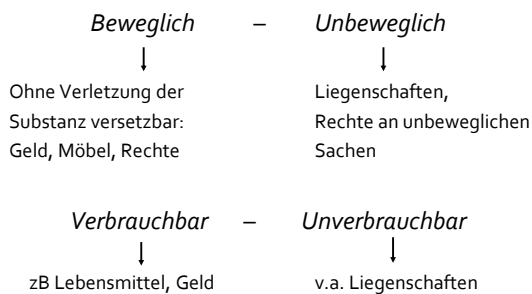 Beweglich – Unbeweglich
Ohne Verletzung der
Substanz versetzbar:
Geld, Möbel, Rechte
Liegenschaften,
Rechte an unbeweglichen
Sachen
Verbrauchbar – Unverbrauchbar
zB Lebensmittel, Geld
v.a. Liegenschaften